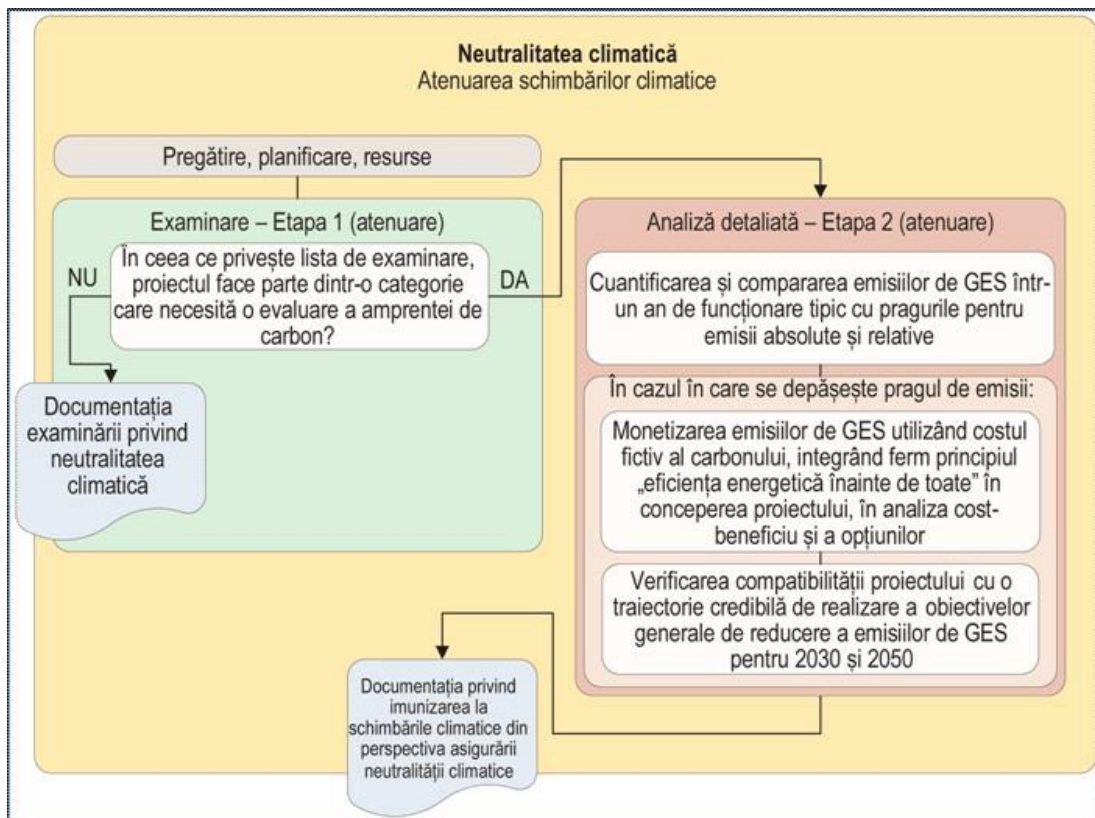 Neutralitatea climatică
Atenuarea schimbărilor climatice
Pregătire, planificare, resurse
Examinare – Etapa 1 (atenuare)
NU
În ceea ce privește lista de examinare,
proiectul face parte dintr-o categorie
care necesită o evaluare a amprentei de
carbon?
DA
Documentația
examinării privind
neutralitatea
climatică
Analiză detaliată – Etapa 2 (atenuare)
Cuantificarea și compararea emisiilor de GES într-
un an de funcționare tipic cu pragurile pentru
emisii absolute și relative
În cazul în care se depășește pragul de emisii:
Monetizarea emisiilor de GES utilizând costul
fictiv al carbonului, integrând ferm principiul
„eficiența energetică înainte de toate” în
conceperea proiectului, în analiza cost-
beneficiu și a opțiunilor
Verificarea compatibilității proiectului cu o
traiectorie credibilă de realizare a obiectivelor
generale de reducere a emisiilor de GES
pentru 2030 și 2050
Documentația privind
imunizarea la
schimbările climatice din
perspectiva asigurării
neutralității climatice